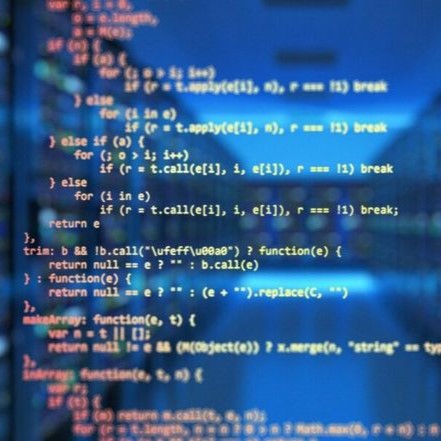 var r, i = 0,
o = e.length,
a = M(e);
if (n) {
if (a) {
for (; o > i; i++)
if (r = t.apply(e[i], n), r === !1) break
} else
for (i in e)
if (r = t.apply(e[i], n), r === !1) break
} else if (a) {
for (; o > i; i++)
if (r = t.call(e[i], i, e[i]), r === !1) break
} else
for (i in e)
if (r = t.call(e[i], i, e[i]), r === !1) break;
return e
},
trim: b && !b.call("\ufeff\u00a0") ? function(e) {
return null == e ? "" : b.call(e)
} : function(e) {
return null == e ? "" : (e + "").replace(C, "")
},
makeArray: function(e, t) {
var n = t || [];
return null != e && (M(Object(e)) ? x.merge(n, "string" == typ
},
inArray: function(e, t, n) {
var r;
if (t) {
if (m) return m.call(t, e, n);
for (r = t.length, n = n ? 0 > n ? Math.max(0, r + n) : n